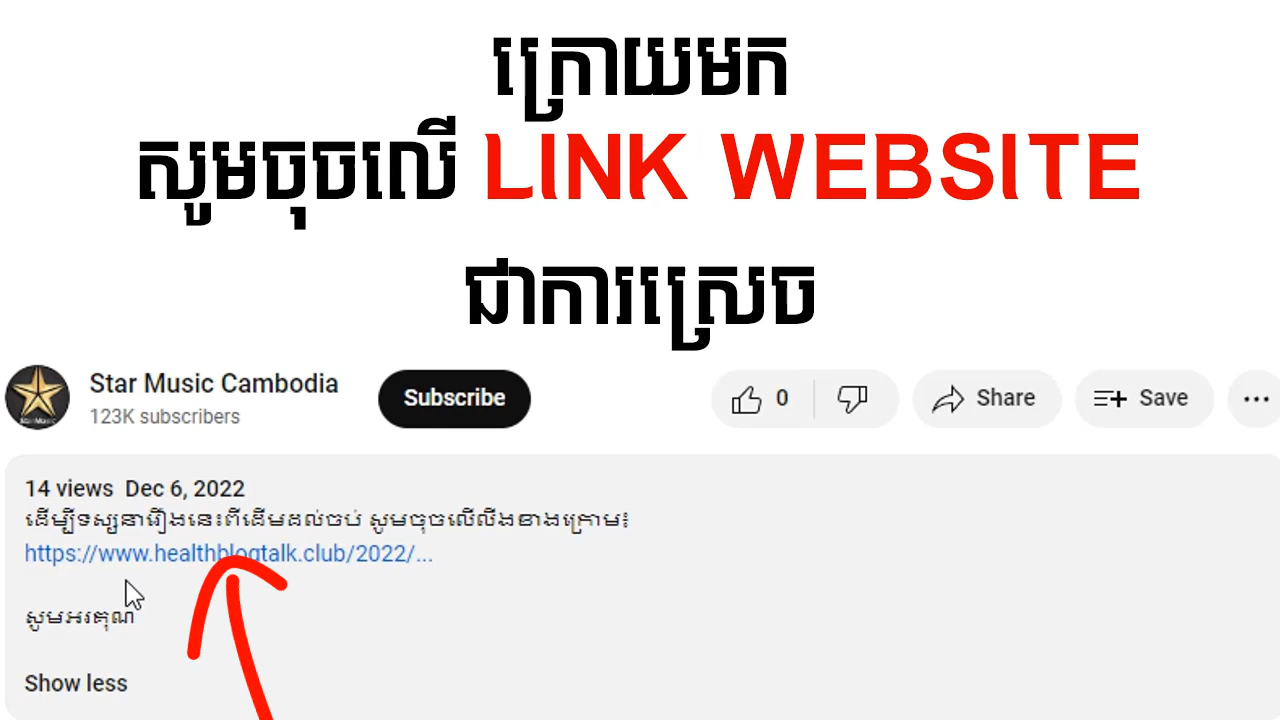 ក្រោយមក
សូមចុចលើ LINK WEBSITE
ជាការស្រេច
Star Music Cambodia
123K subscribers
Subscribe
0
Share
Save
14 views Dec 6, 2022
ដើម្បីទស្សនារឿងនេះពីដើមដល់ចប់ សូមចុចលើលីងខាងក្រោម៖
https://www.healthblogtalk.club/2022/...
សូមអរគុណ
Show less